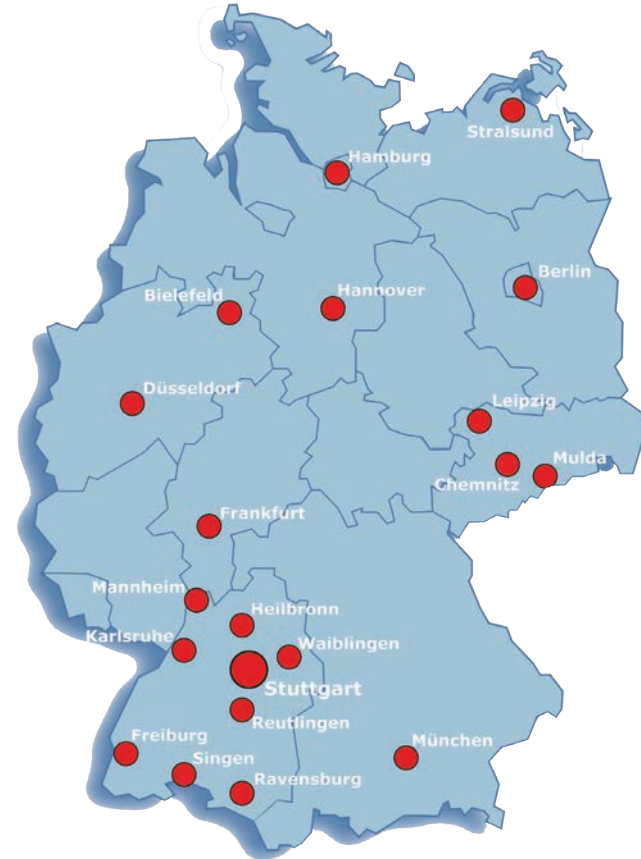 Stralsund
Hamburg
Berlin
Hannover
Bielefeld
Düsseldorf
Leipzig
Mulda
Chemnitz
Frankfurt
Mannheim
Heilbronn
Karlsruhe
Waiblingen
Stuttgart
Reutlingen
Freiburg
München
Singen
Ravensburg